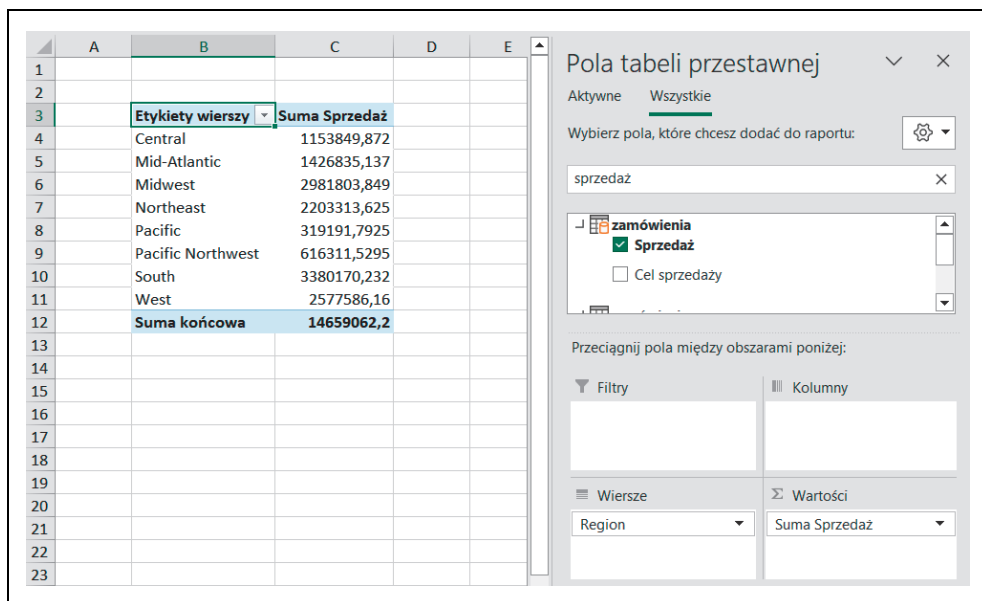 A B C D E
1
2
3 Etykiety wierszy Suma Sprzedaż
4 Central 1153849,872
5 Mid-Atlantic 1426835,137
6 Midwest 2981803,849
7 Northeast 2203313,625
8 Pacific 319191,7925
9 Pacific Northwest 616311,5295
10 South 3380170,232
11 West 2577586,16
12 Suma końcowa 14659062,2
13
14
15
16
17
18
19
20
21
22
23
Pola tabeli przestawnej
Aktywne Wszystkie
Wybierz pola, które chcesz dodać do raportu:
sprzedaż
zamówienia
Sprzedaż
Cel sprzedaży
Przeciągnij pola między obszarami poniżej:
Filtry Kolumny
Wiersze Σ Wartości
Region Suma Sprzedaż